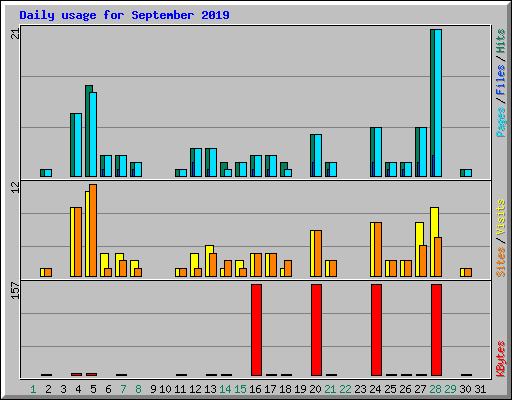 Daily usage for September 2019
21
Pages / Files / Hits
12
Sites / Visits
157
KBytes
1 2 3 4 5 6 7 8 9 10 11 12 13 14 15 16 17 18 19 20 21 22 23 24 25 26 27 28 29 30 31